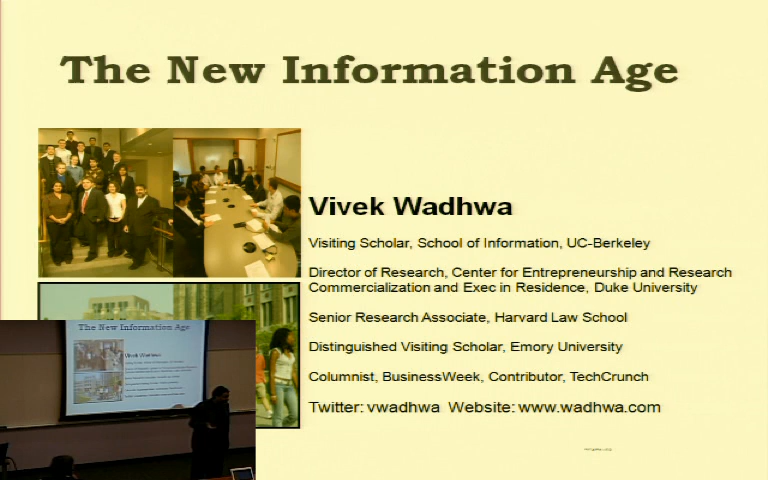 The New Information Age
Vivek Wadhwa
Visiting Scholar, School of Information, UC-Berkeley
Director of Research, Center for Entrepreneurship and Research
Commercialization and Exec in Residence, Duke University
Senior Research Associate, Harvard Law School
Distinguished Visiting Scholar, Emory University
Columnist, BusinessWeek, Contributor, TechCrunch
Twitter: vwadhwa Website: www.wadhwa.com
The New Information Age
Vivek Wadhwa